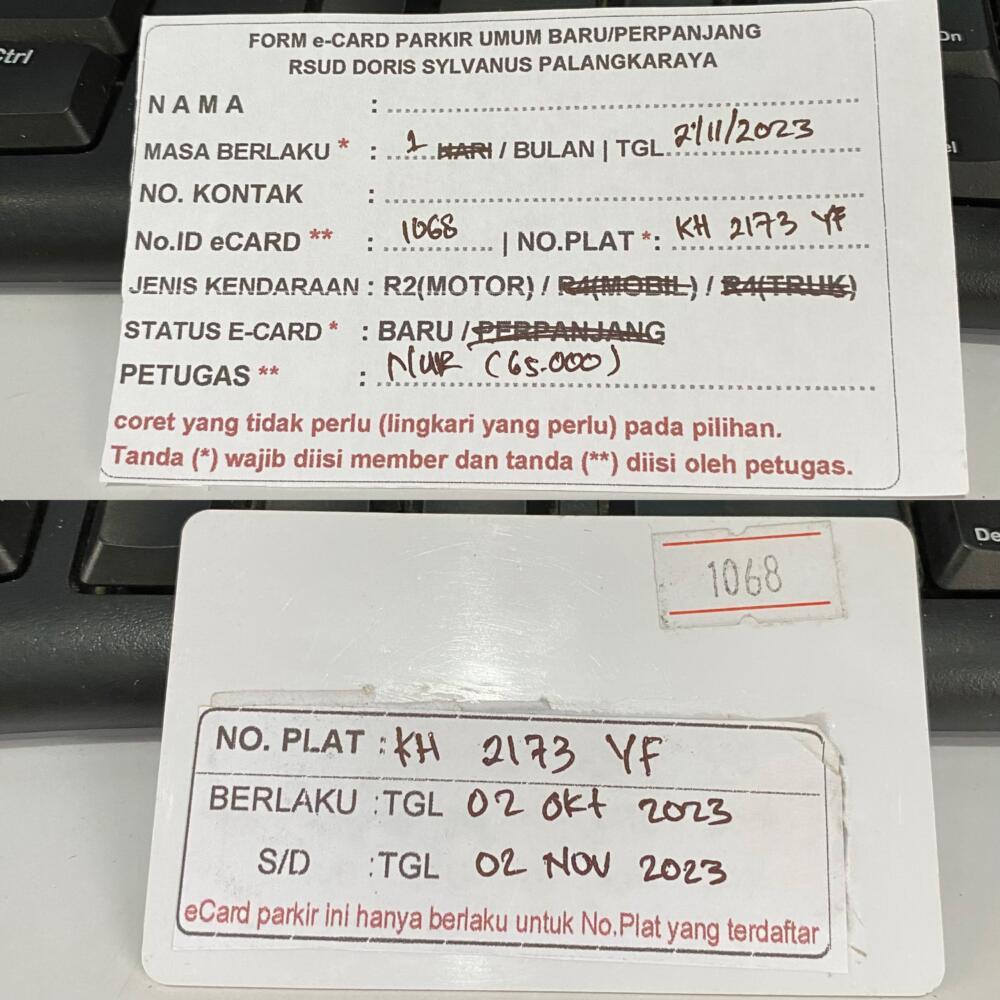 Ctrl
Dn
FORM e-CARD PARKIR UMUM BARU/PERPANJANG
RSUD DORIS SYLVANUS PALANGKARAYA
NAMA :
MASA BERLAKU * : 1 HARI / BULAN | TGL. 2/11/2023
NO. KONTAK :
No.ID eCARD ** : 1068 | NO.PLAT *: KH 2173 YF
JENIS KENDARAAN : R2(MOTOR) / R4(MOBIL) / R4(TRUK)
STATUS E-CARD * : BARU / PERPANJANG
PETUGAS ** : NUR (65.000)
coret yang tidak perlu (lingkari yang perlu) pada pilihan.
Tanda (*) wajib diisi member dan tanda (**) diisi oleh petugas.
De
1068
NO. PLAT : KH 2173 YF
BERLAKU : TGL 02 OKt 2023
S/D : TGL 02 NOV 2023
eCard parkir ini hanya berlaku untuk No.Plat yang terdaftar